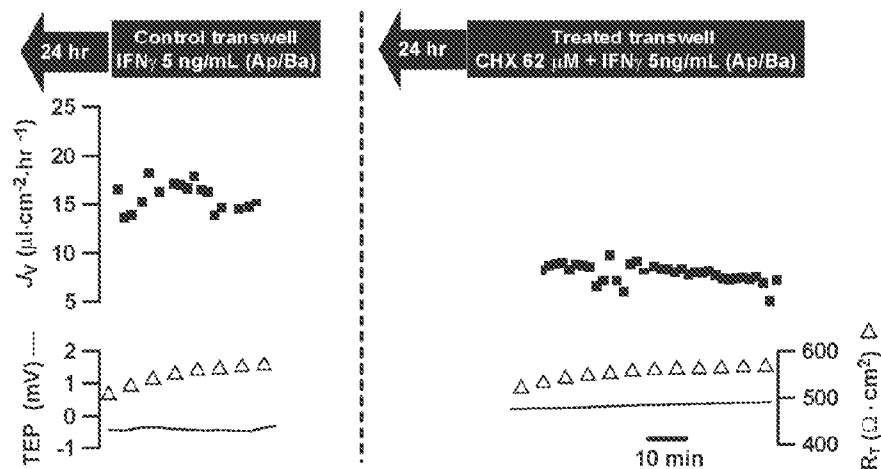 24 hr
Control transwell
IFNγ 5 ng/mL (Ap/Ba)
24 hr
Treated transwell
CHX 62 μM + IFNγ 5ng/mL (Ap/Ba)
25
20
15
10
5
Jv (μl·cm-2·hr -1)
2
1
0
-1
TEP (mV)
600
500
400
RT (Ω · cm2)
10 min